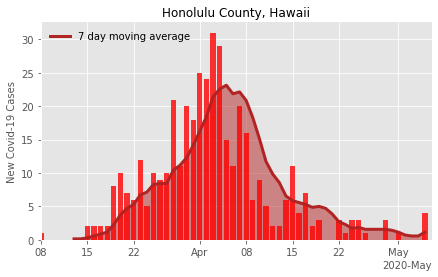 Honolulu County, Hawaii
7 day moving average
New Covid-19 Cases
30
25
20
15
10
5
0
08 15 22 Apr 08 15 22 May
2020-May